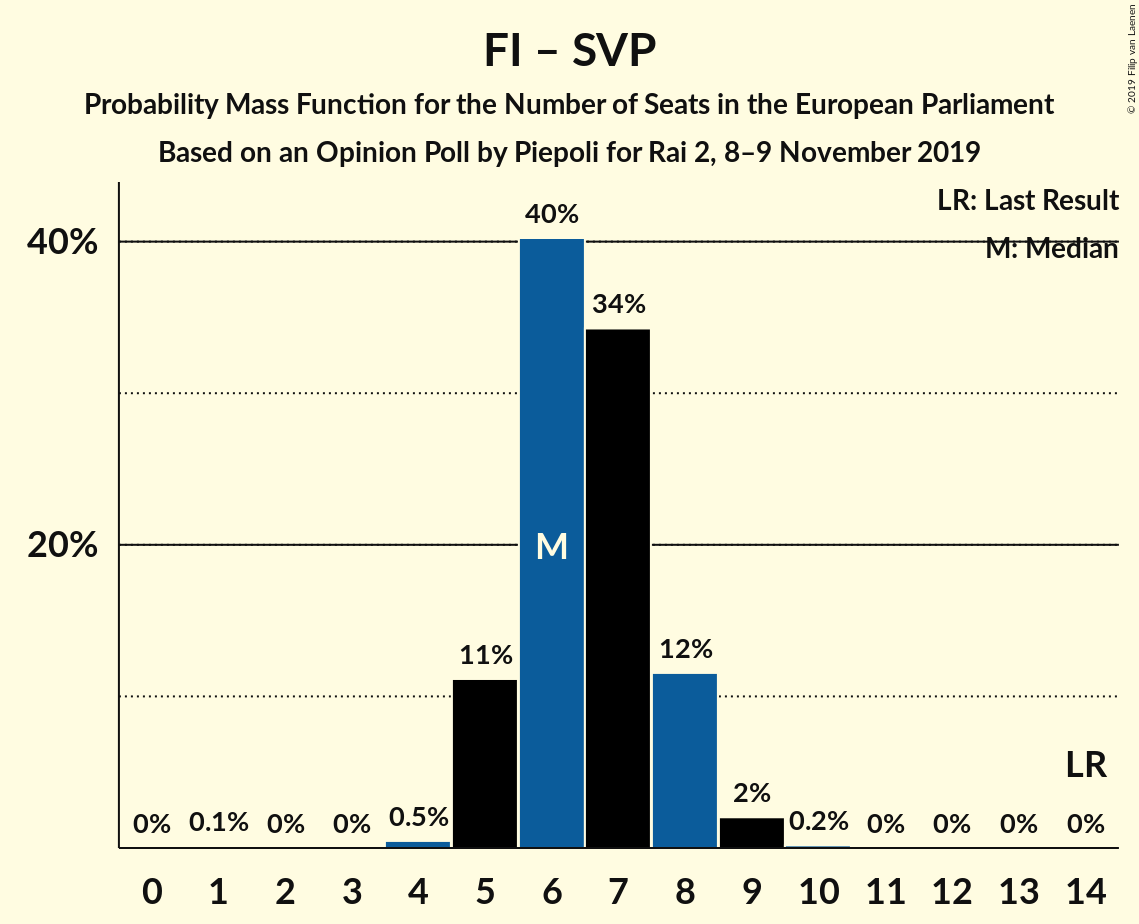 FI – SVP
Probability Mass Function for the Number of Seats in the European Parliament
Based on an Opinion Poll by Piepoli for Rai 2, 8–9 November 2019
© 2019 Filip van Laenen
LR: Last Result
M: Median
40%
20%
0% 0.1% 0% 0% 0.5% 11% 40% 34% 12% 2% 0.2% 0% 0% 0% 0%
M
LR
0 1 2 3 4 5 6 7 8 9 10 11 12 13 14